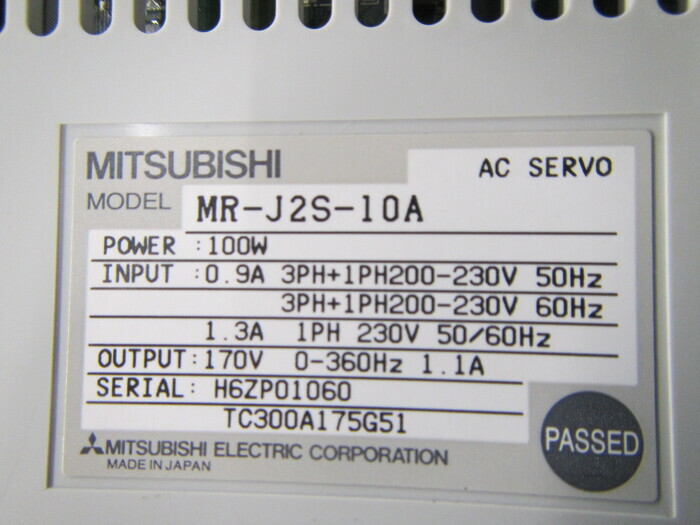 MITSUBISHI AC SERVO
MODEL MR-J2S-10A
POWER : 100W
INPUT : 0.9A 3PH+1PH200-230V 50Hz
3PH+1PH200-230V 60Hz
1.3A 1PH 230V 50/60Hz
OUTPUT: 170V 0-360Hz 1.1A
SERIAL: H6ZP01060
TC300A175G51
MITSUBISHI ELECTRIC CORPORATION
MADE IN JAPAN
PASSED